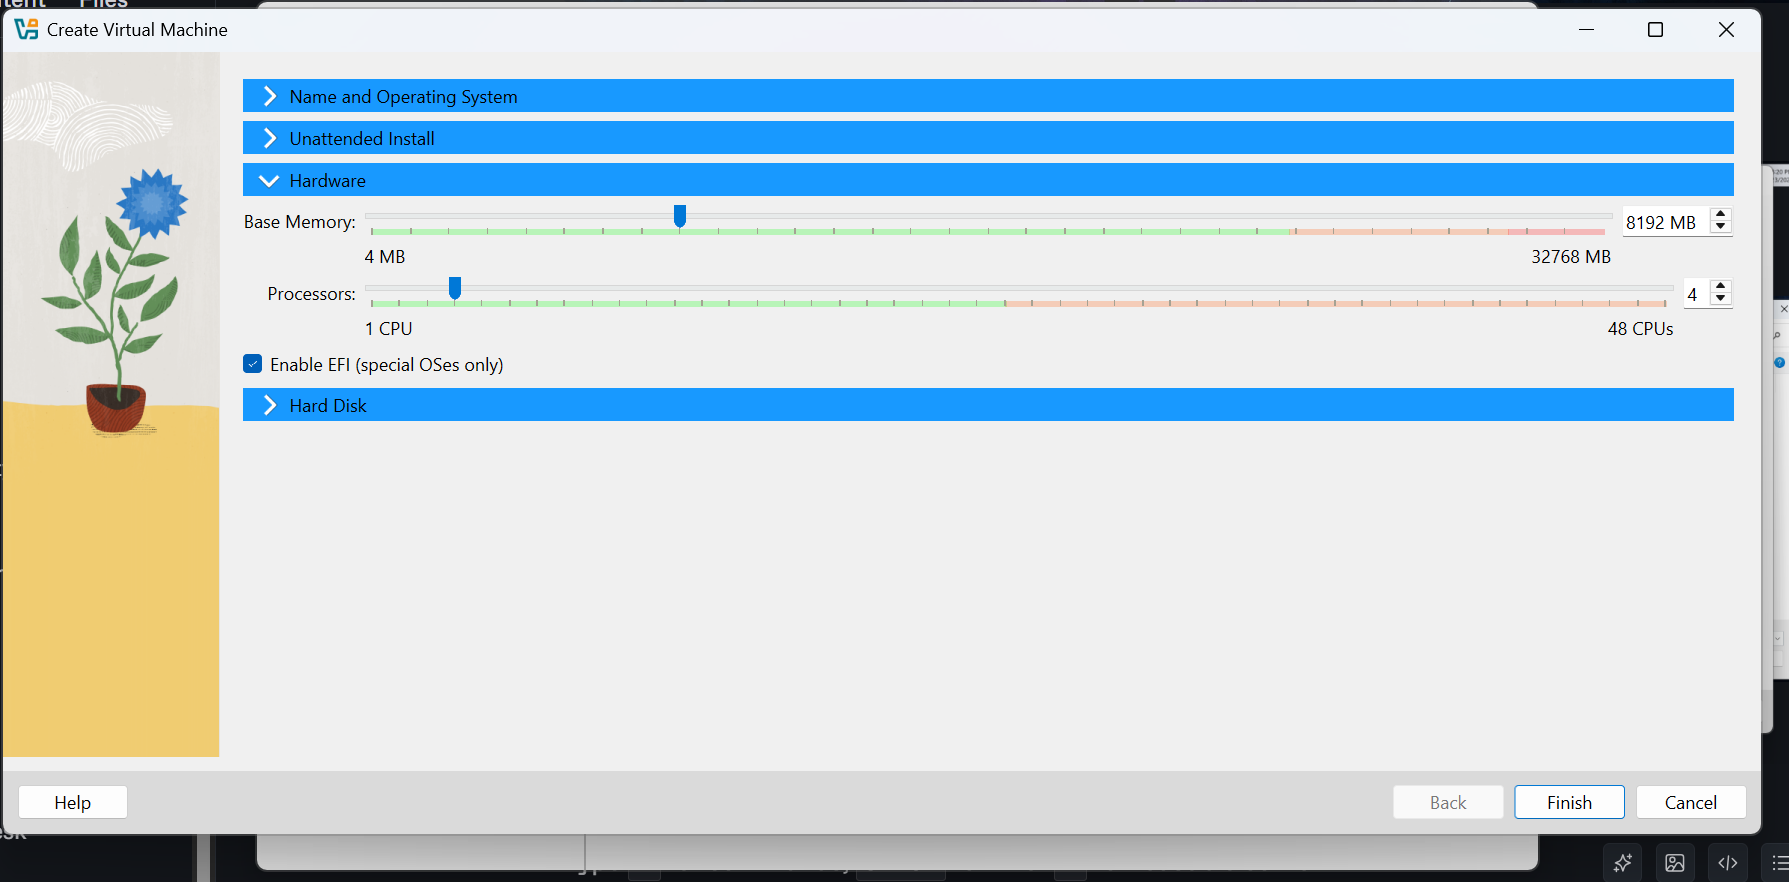 Files
Create Virtual Machine
Name and Operating System
Unattended Install
Hardware
Base Memory:
8192 MB
4 MB
32768 MB
Processors:
4
1 CPU
48 CPUs
Enable EFI (special OSes only)
Hard Disk
Help
Back
Finish
Cancel